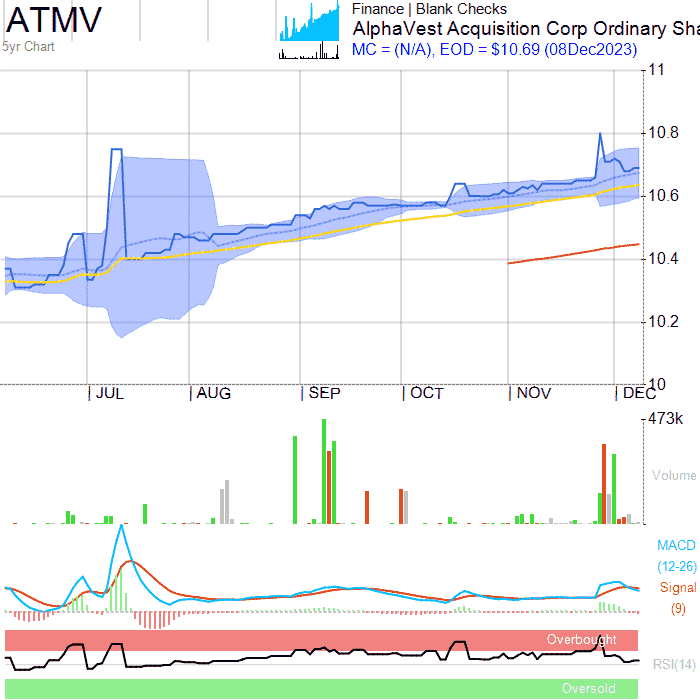 ATMV
5yr Chart
Finance | Blank Checks
AlphaVest Acquisition Corp Ordinary Sha
MC = (N/A), EOD = $10.69 (08Dec2023)
11
10.8
10.6
10.4
10.2
10
JUL
AUG
SEP
OCT
NOV
DEC
473k
Volume
MACD
(12-26)
Signal
(9)
Overbought
RSI(14)
Oversold